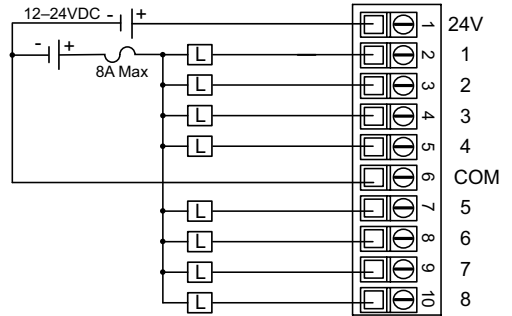 12–24VDC - + 1 24V
- + L 2 1
8A Max
L 3 2
L 4 3
L 5 4
6 COM
L 7 5
L 8 6
L 9 7
L 10 8